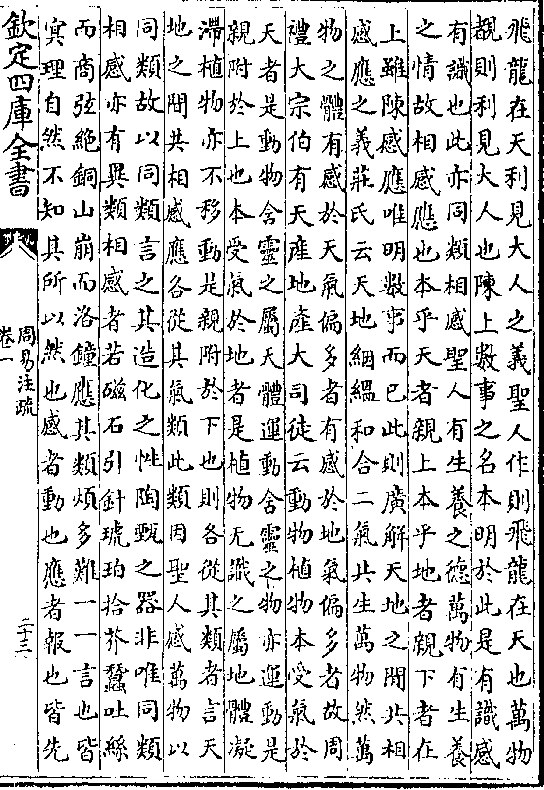 飛龍在天利見大人之義聖人作則飛龍在天也萬物
覩則利見大人也陳上數事之名本明於此是有識感
有識也此亦同類相感聖人有生養之德萬物有生養
之情故相感應也本乎天者親上本乎地者親下者在
上雖陳感應唯明數事而已此則廣解天地之間共相
感應之義莊氏云天地絪緼和合二氣共生萬物然萬
物之體有感於天氣偏多者有感於地氣偏多者故周
禮大宗伯有天産地産大司徒云動物植物本受氣於
天者是動物含靈之屬天體運動含靈之物亦運動是
親附於上也本受氣於地者是植物无識之屬地體凝
滯植物亦不移動是親附於下也則各從其類者言天
地之間共相感應各從其氣類此類因聖人感萬物以
同類故以同類言之其造化之性陶甄之器非唯同類
相感亦有異類相感者若磁石引針琥珀拾芥蠶吐絲
而商弦絶銅山崩而洛鐘應其類煩多難一一言也皆
㝠理自然不知其所以然也感者動也應者報也皆先
欽定四庫全書
周易注疏
卷一
二十三